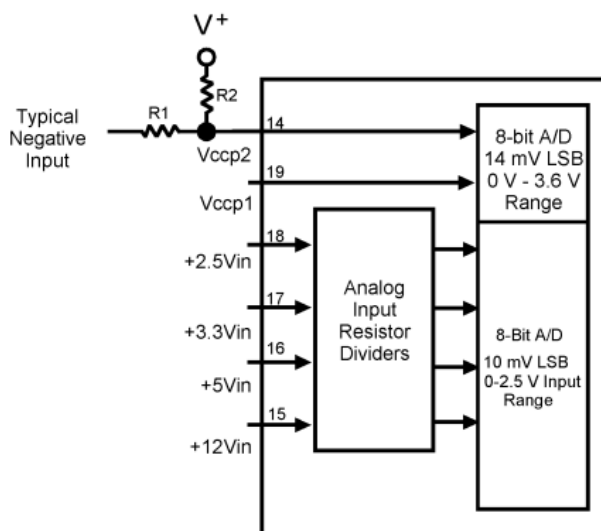 V+
R2
R1
Typical
Negative
Input
14
Vccp2
19
Vccp1
18
+2.5Vin
17
+3.3Vin
16
+5Vin
15
+12Vin
Analog
Input
Resistor
Dividers
8-bit A/D
14 mV LSB
0 V - 3.6 V
Range
8-Bit A/D
10 mV LSB
0-2.5 V Input
Range